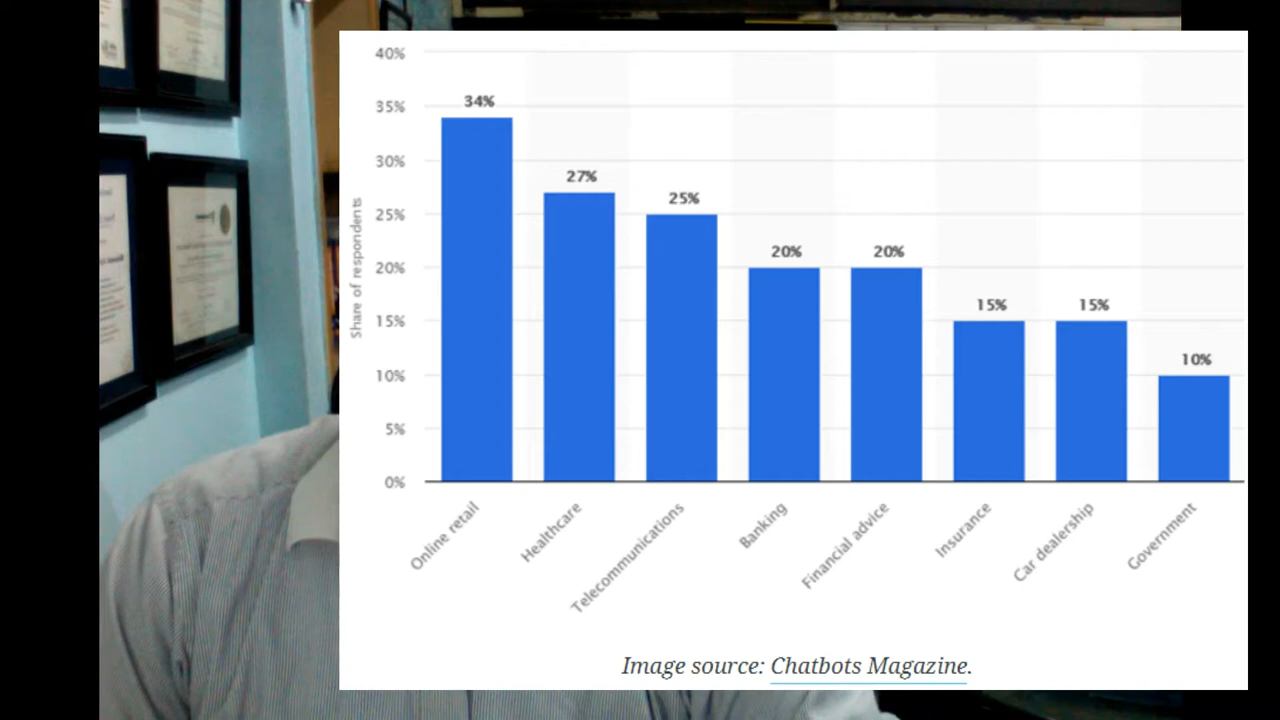 40%
35%
30%
25%
20%
15%
10%
5%
0%
Share of respondents
34%
27%
25%
20%
20%
15%
15%
10%
Online retail
Healthcare
Telecommunications
Banking
Financial advice
Insurance
Car dealership
Government
Image source: Chatbots Magazine.